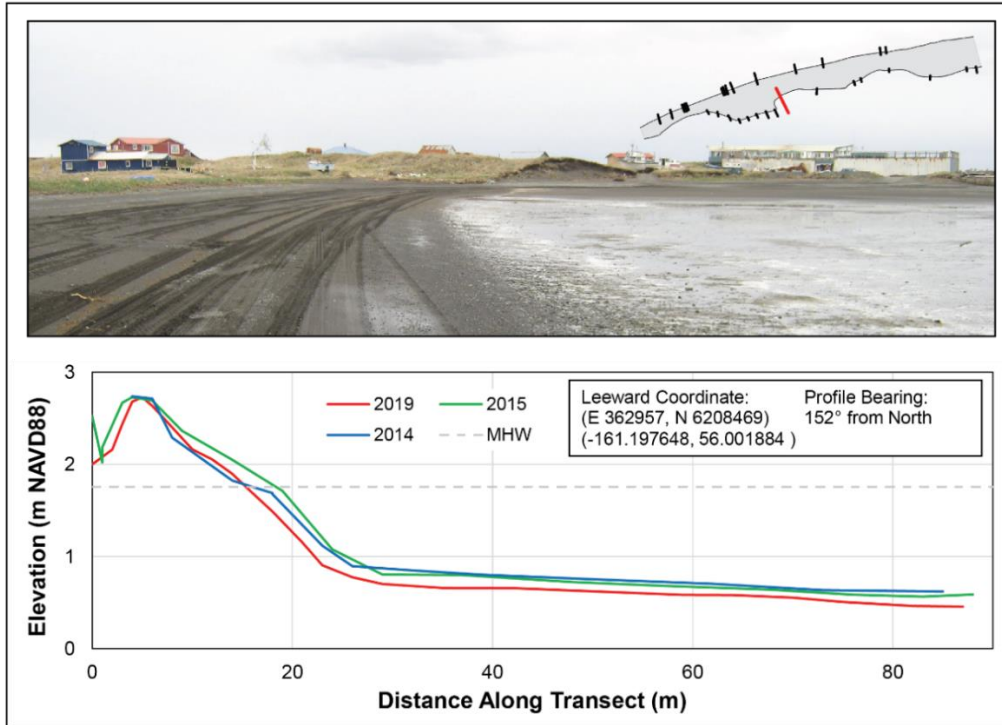 3
2019
2015
Leeward Coordinate:
Profile Bearing:
2014
MHW
(E 362957, N 6208469)
152° from North
(-161.197648, 56.001884 )
2
1
0
Elevation (m NAVD88)
0
20
40
60
80
Distance Along Transect (m)